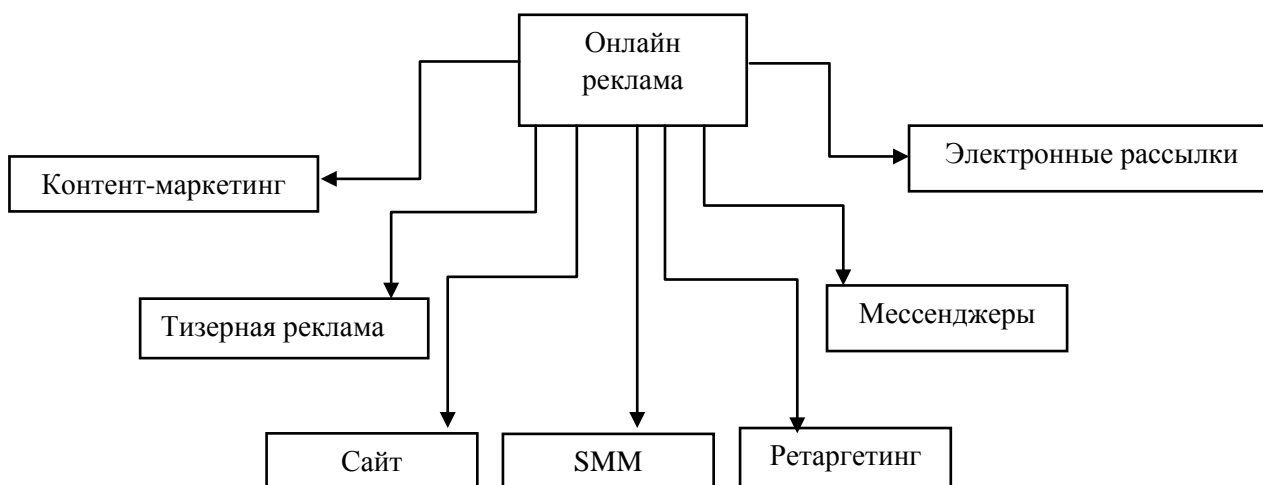 Онлайн
реклама
Электронные рассылки
Контент-маркетинг
Мессенджеры
Тизерная реклама
Сайт
SMM
Ретаргетинг